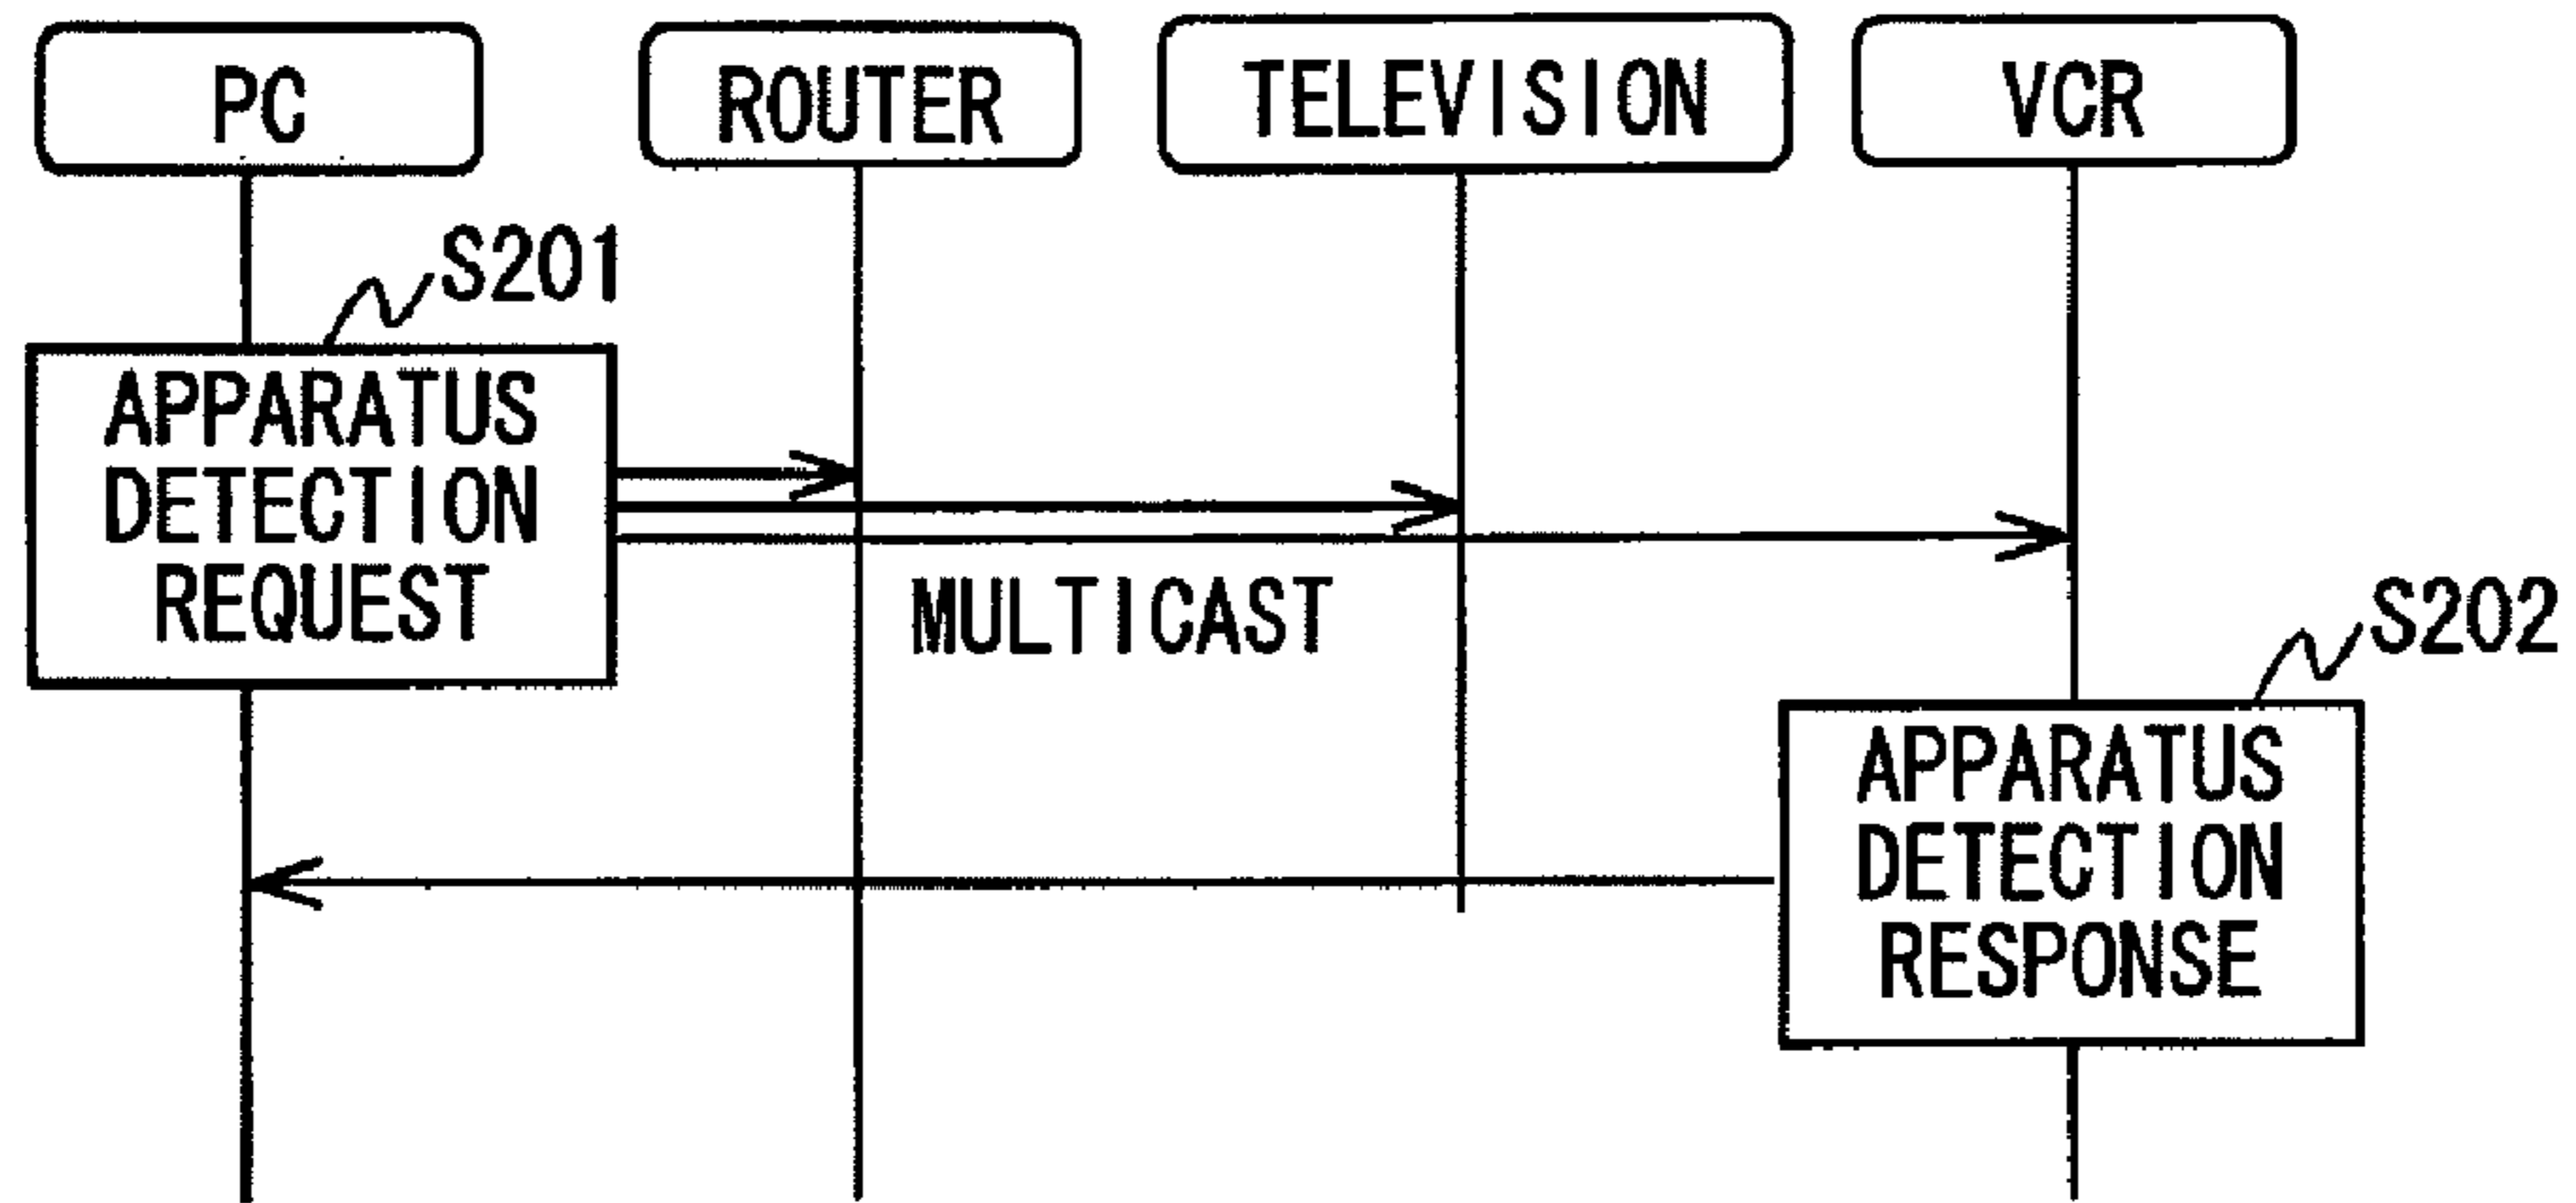 PC
ROUTER
TELEVISION
VCR
S201
APPARATUS
DETECTION
REQUEST
MULTICAST
S202
APPARATUS
DETECTION
RESPONSE